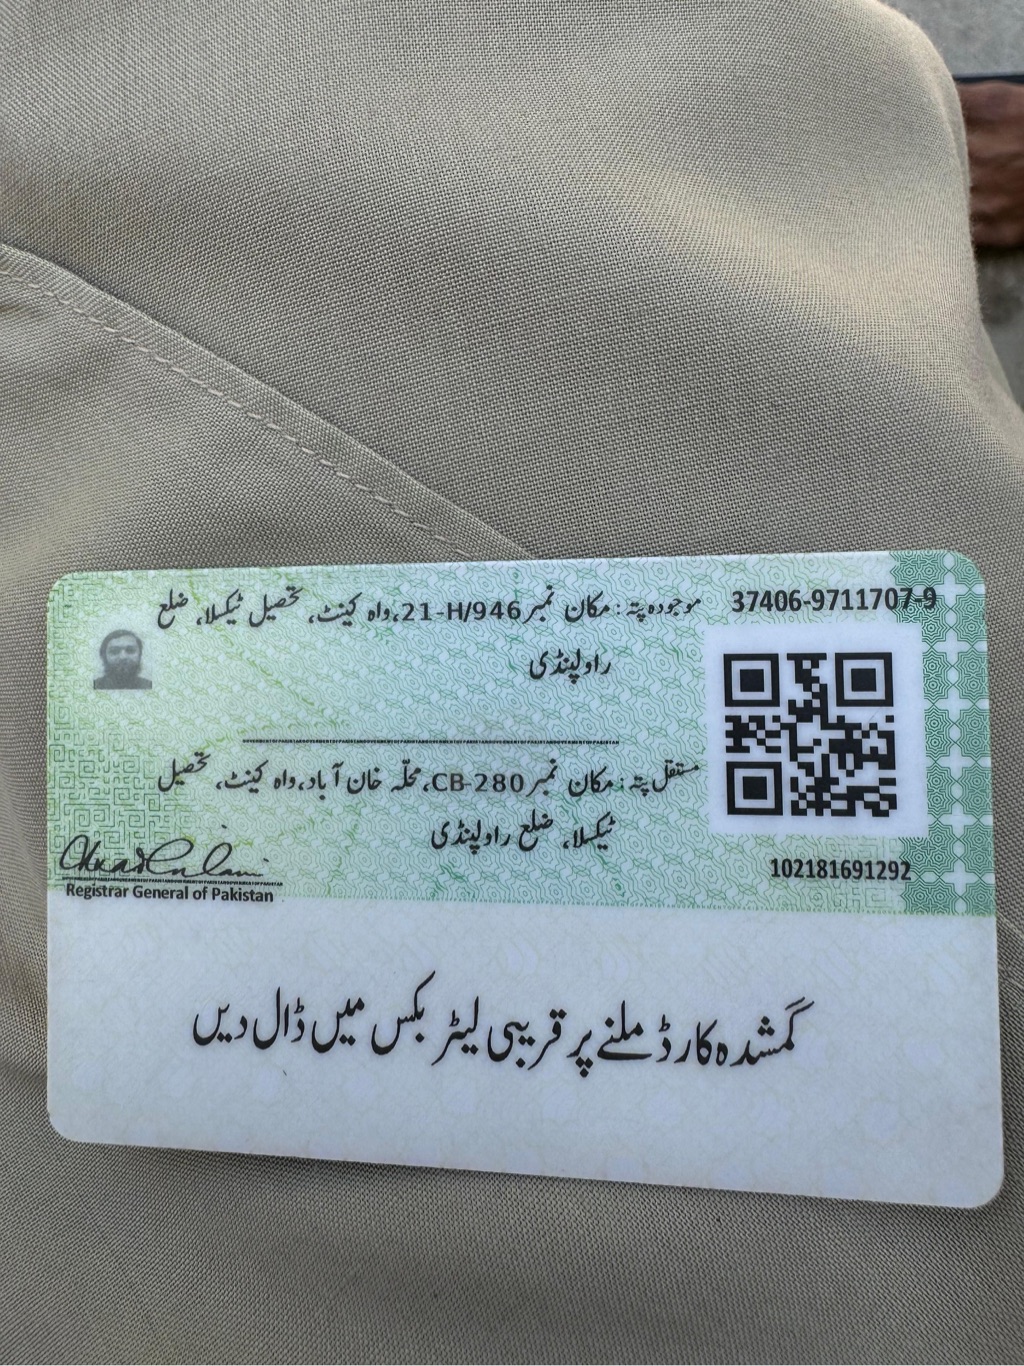 37406-9711707-9
موجودہ پتہ: مکان نمبر 21-H/946، واہ کینٹ، تحصیل ٹیکسلا، ضلع
راولپنڈی
مستقل پتہ: مکان نمبر CB-280، محلّہ خان آباد، واہ کینٹ، تحصیل
ٹیکسلا، ضلع راولپنڈی
102181691292
Registrar General of Pakistan
گمشدہ کارڈ ملنے پر قریبی لیٹر بکس میں ڈال دیں